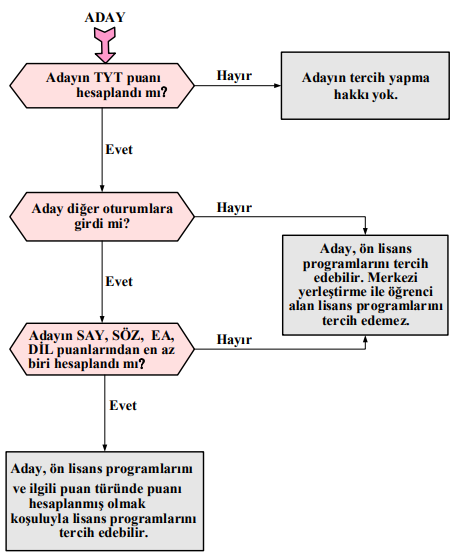 ADAY
Adayın TYT puanı
hesaplandı mı?
Hayır
Adayın tercih yapma
hakkı yok.
Evet
Aday diğer oturumlara
girdi mi?
Hayır
Aday, ön lisans
programlarını tercih
edebilir. Merkezi
yerleştirme ile öğrenci
alan lisans programlarını
tercih edemez.
Evet
Adayın SAY, SÖZ, EA,
DİL puanlarından en az
biri hesaplandı mı?
Hayır
Evet
Aday, ön lisans programlarını
ve ilgili puan türünde puanı
hesaplanmış olmak
koşuluyla lisans programlarını
tercih edebilir.